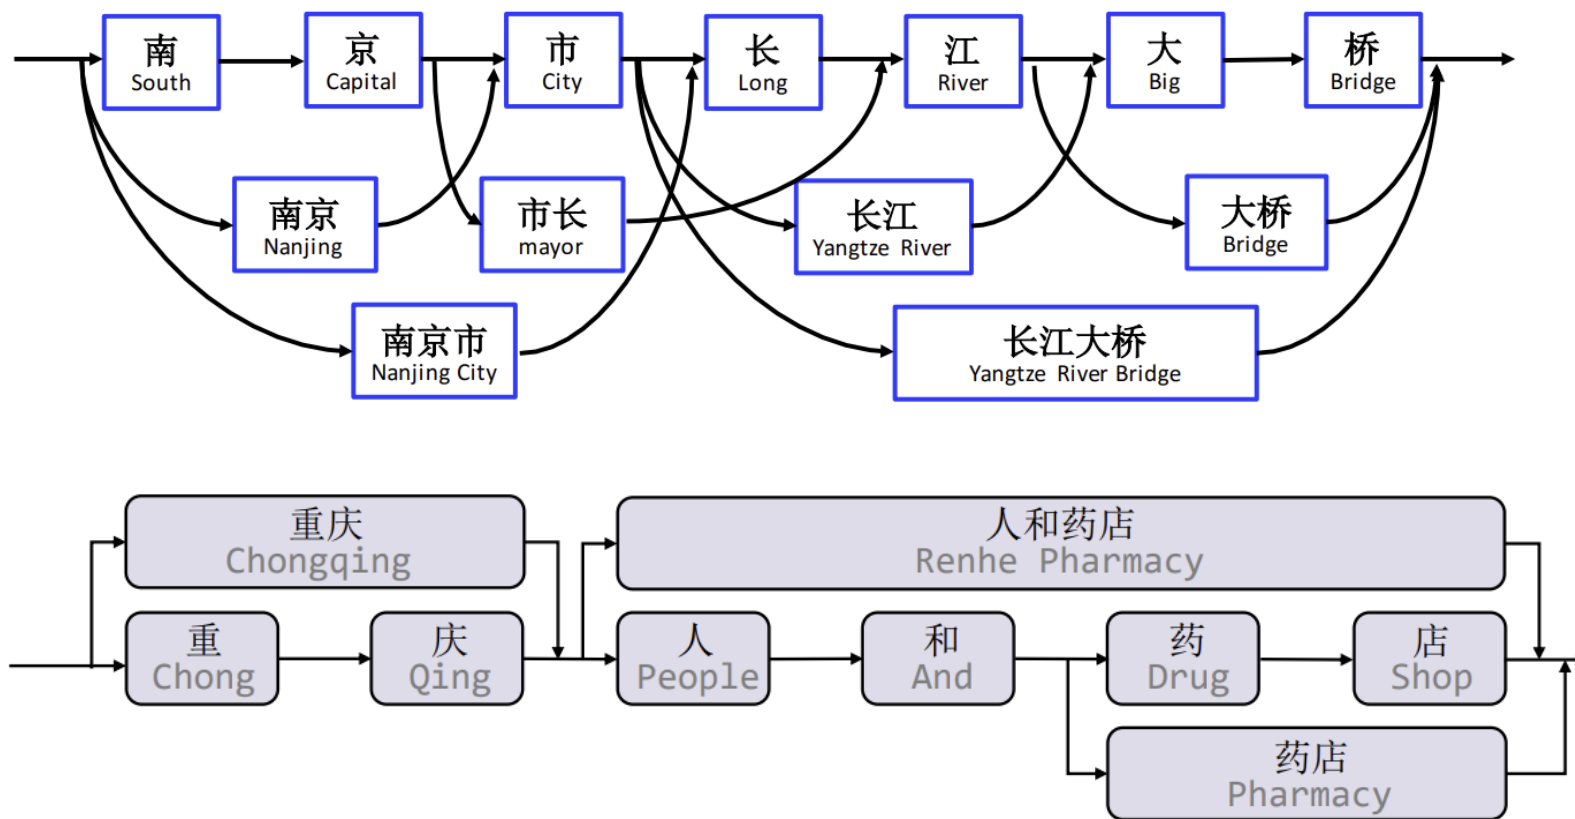 南 京 市 长 江 大 桥
South Capital City Long River Big Bridge
南京 市长 长江 大桥
Nanjing mayor Yangtze River Bridge
南京市 长江大桥
Nanjing City Yangtze River Bridge
重庆 人和药店
Chongqing Renhe Pharmacy
重 庆 人 和 药 店
Chong Qing People And Drug Shop
药店
Pharmacy